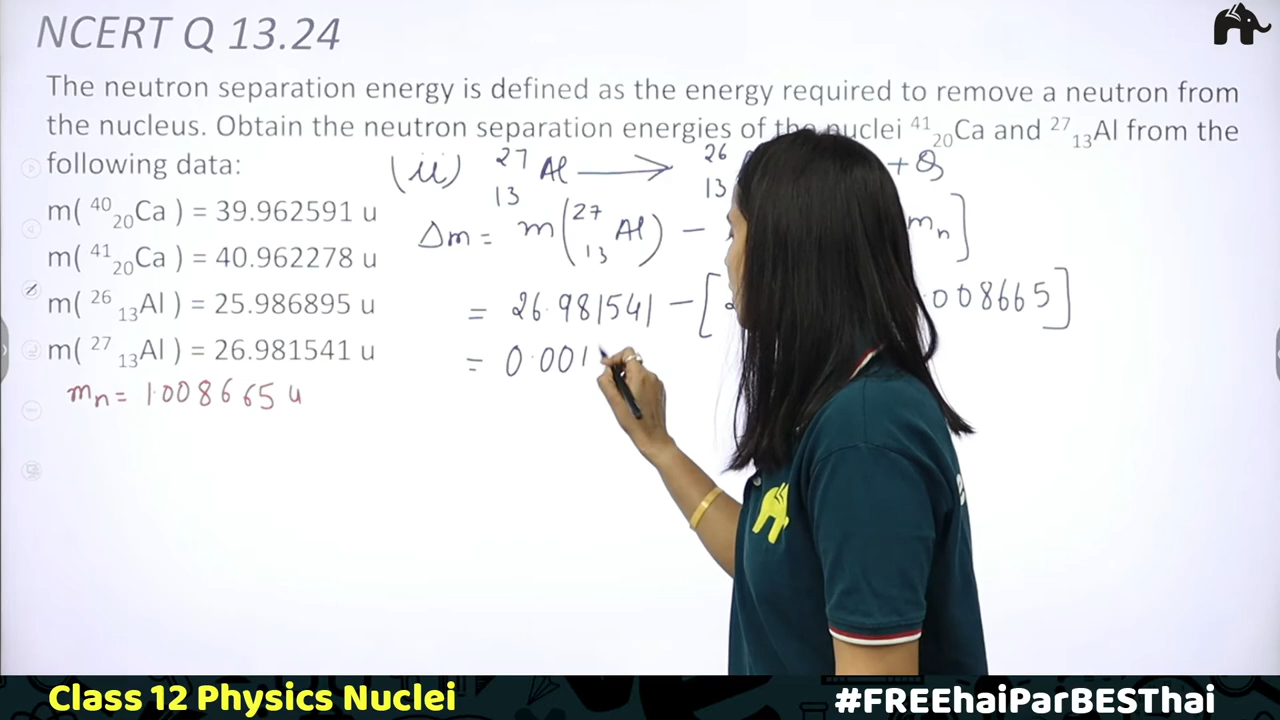 NCERT Q 13.24
The neutron separation energy is defined as the energy required to remove a neutron from
the nucleus. Obtain the neutron separation energies of the nuclei ⁴¹₂₀Ca and ²⁷₁₃Al from the
following data:
(ii) ²⁷₁₃Al ⟶ ²⁶₁₃ + Q
m( ⁴⁰₂₀Ca ) = 39.962591 u
Δm = m(²⁷₁₃Al) − mₙ]
m( ⁴¹₂₀Ca ) = 40.962278 u
m( ²⁶₁₃Al ) = 25.986895 u
= 26.981541 − [ .008665]
m( ²⁷₁₃Al ) = 26.981541 u
= 0.001
mₙ = 1.008665 u
Class 12 Physics Nuclei
#FREEhaiParBESThai